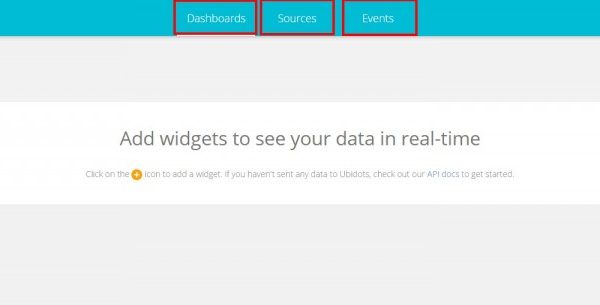 Dashboards Sources Events
Add widgets to see your data in real-time
Click on the icon to add a widget. If you haven't sent any data to Ubidots, check out our API docs to get started.